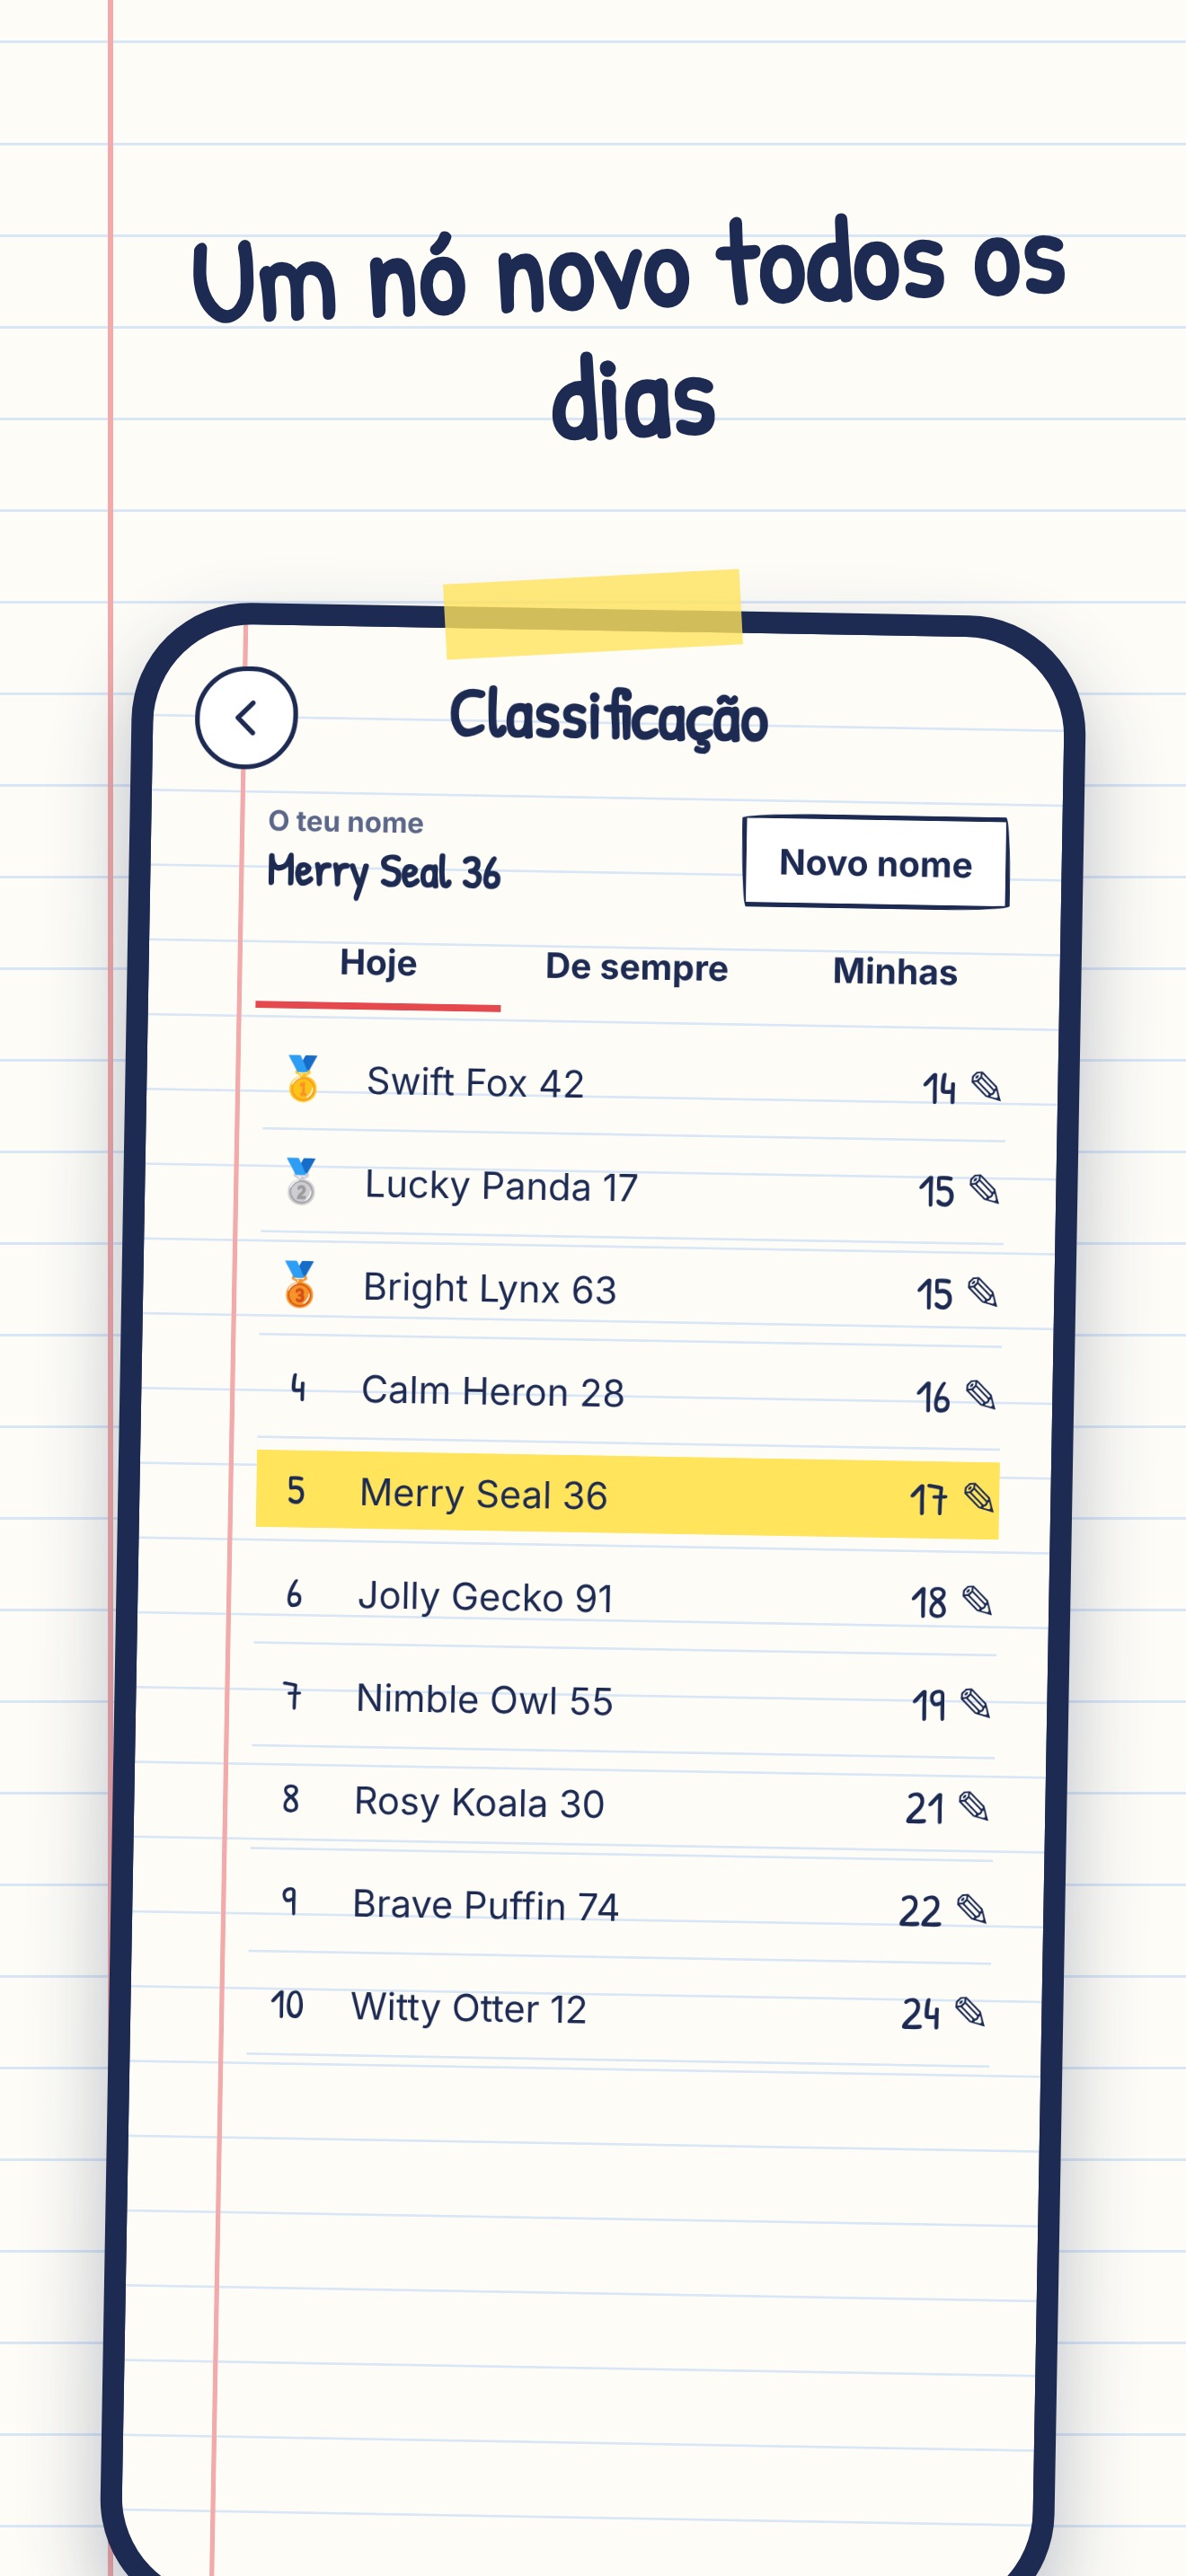 Um nó novo todos os
dias
Classificação
O teu nome
Merry Seal 36
Novo nome
Hoje De sempre Minhas
1 Swift Fox 42 14
2 Lucky Panda 17 15
3 Bright Lynx 63 15
4 Calm Heron 28 16
5 Merry Seal 36 17
6 Jolly Gecko 91 18
7 Nimble Owl 55 19
8 Rosy Koala 30 21
9 Brave Puffin 74 22
10 Witty Otter 12 24